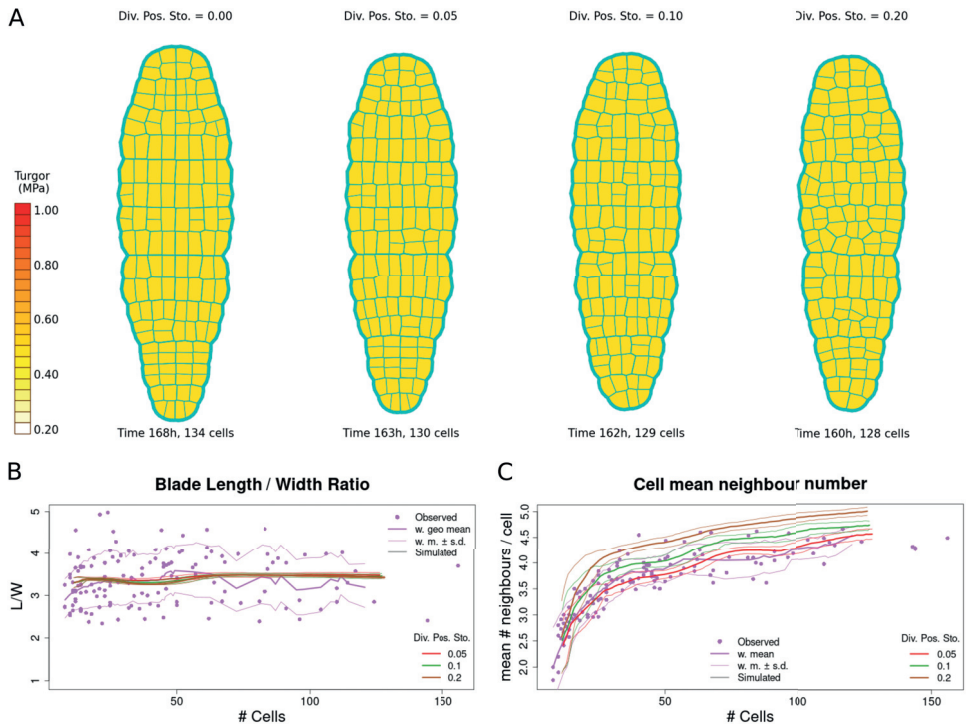 A
Div. Pos. Sto. = 0.00
Div. Pos. Sto. = 0.05
Div. Pos. Sto. = 0.10
Div. Pos. Sto. = 0.20
Turgor
(MPa)
1.00
0.80
0.60
0.40
0.20
Time 168h, 134 cells
Time 163h, 130 cells
Time 162h, 129 cells
Time 160h, 128 cells
B
Blade Length / Width Ratio
L/W
5
4
3
2
1
Observed
w. geo mean
w. m. ± s.d.
Simulated
Div. Pos. Sto.
0.05
0.1
0.2
50
100
150
# Cells
C
Cell mean neighbour number
mean # neighbours / cell
5.0
4.5
4.0
3.5
3.0
2.5
2.0
Observed
w. mean
w. m. ± s.d.
Simulated
Div. Pos. Sto.
0.05
0.1
0.2
50
100
150
# Cells